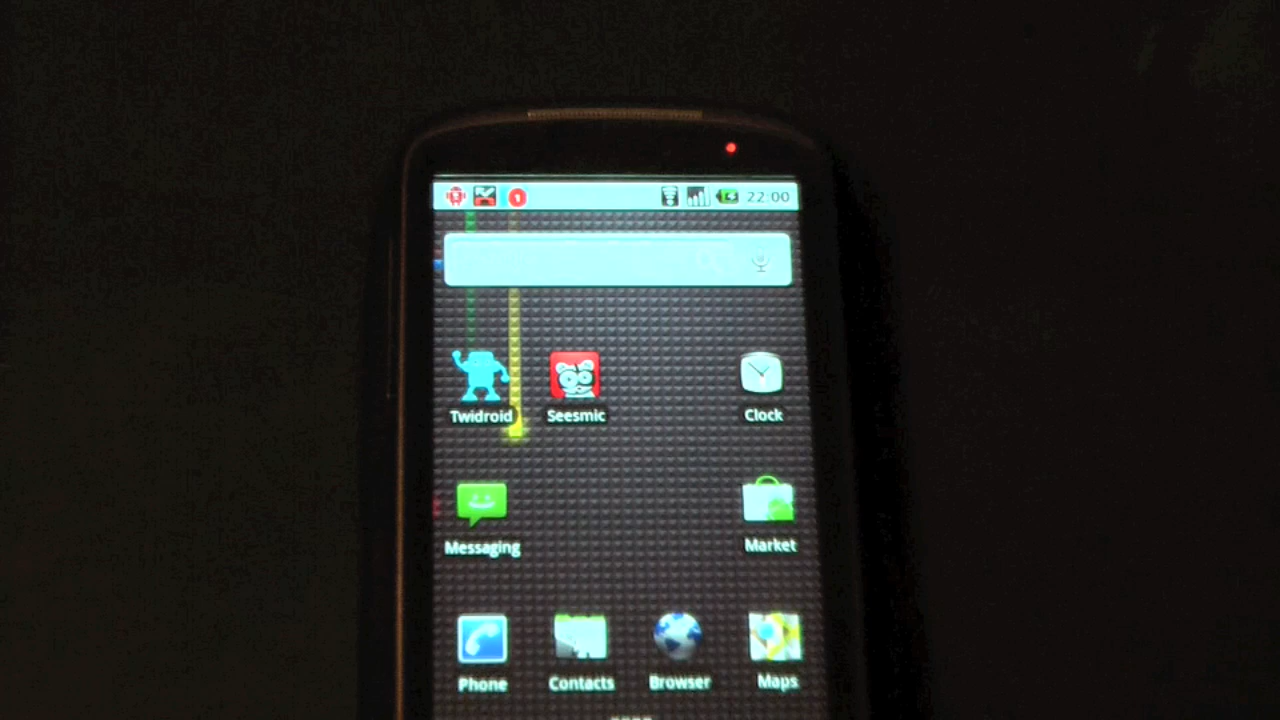 22:00
Twidroid Seesmic Clock
Messaging Market
Phone Contacts Browser Maps